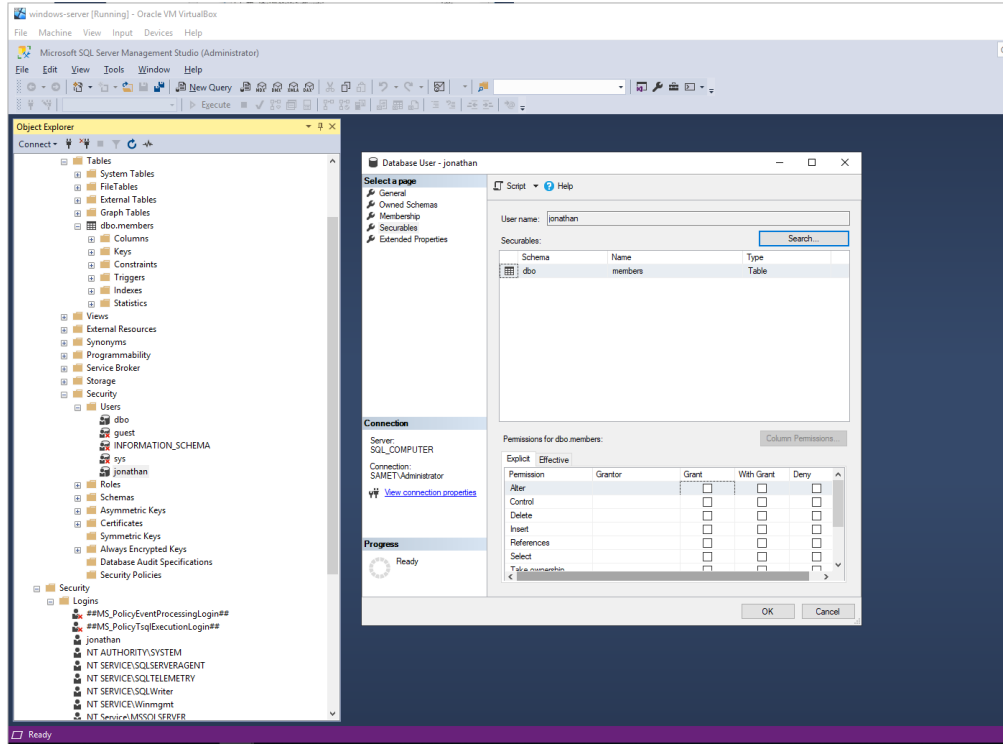 windows-server [Running] - Oracle VM VirtualBox
File Machine View Input Devices Help
Microsoft SQL Server Management Studio (Administrator)
File Edit View Tools Window Help
New Query
Execute
Object Explorer
Connect
Tables
System Tables
FileTables
External Tables
Graph Tables
dbo.members
Columns
Keys
Constraints
Triggers
Indexes
Statistics
Views
External Resources
Synonyms
Programmability
Service Broker
Storage
Security
Users
dbo
guest
INFORMATION_SCHEMA
sys
jonathan
Roles
Schemas
Asymmetric Keys
Certificates
Symmetric Keys
Always Encrypted Keys
Database Audit Specifications
Security Policies
Security
Logins
##MS_PolicyEventProcessingLogin##
##MS_PolicyTsqlExecutionLogin##
jonathan
NT AUTHORITY\SYSTEM
NT SERVICE\SQLSERVERAGENT
NT SERVICE\SQLTELEMETRY
NT SERVICE\SQLWriter
NT SERVICE\Winmgmt
NT Service\MSSQLSERVER
Database User - jonathan
Select a page
General
Owned Schemas
Membership
Securables
Extended Properties
Connection
Server:
SQL_COMPUTER
Connection:
SAMET\Administrator
View connection properties
Progress
Ready
Script Help
User name: jonathan
Securables: Search...
Schema Name Type
dbo members Table
Permissions for dbo.members: Column Permissions...
Explicit Effective
Permission Grantor Grant With Grant Deny
Alter
Control
Delete
Insert
References
Select
Take ownership
OK Cancel
Ready